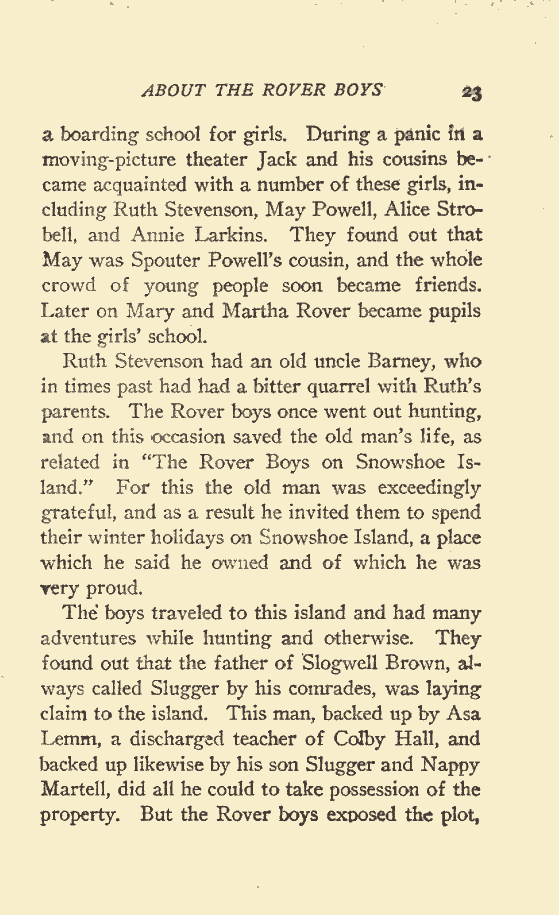 ABOUT THE ROVER BOYS 23
a boarding school for girls. During a panic in a
moving-picture theater Jack and his cousins be-
came acquainted with a number of these girls, in-
cluding Ruth Stevenson, May Powell, Alice Stro-
bell, and Annie Larkins. They found out that
May was Spouter Powell's cousin, and the whole
crowd of young people soon became friends.
Later on Mary and Martha Rover became pupils
at the girls' school.
Ruth Stevenson had an old uncle Barney, who
in times past had had a bitter quarrel with Ruth's
parents. The Rover boys once went out hunting,
and on this occasion saved the old man's life, as
related in "The Rover Boys on Snowshoe Is-
land." For this the old man was exceedingly
grateful, and as a result he invited them to spend
their winter holidays on Snowshoe Island, a place
which he said he owned and of which he was
very proud.
The boys traveled to this island and had many
adventures while hunting and otherwise. They
found out that the father of Slogwell Brown, al-
ways called Slugger by his comrades, was laying
claim to the island. This man, backed up by Asa
Lemm, a discharged teacher of Colby Hall, and
backed up likewise by his son Slugger and Nappy
Martell, did all he could to take possession of the
property. But the Rover boys exposed the plot,